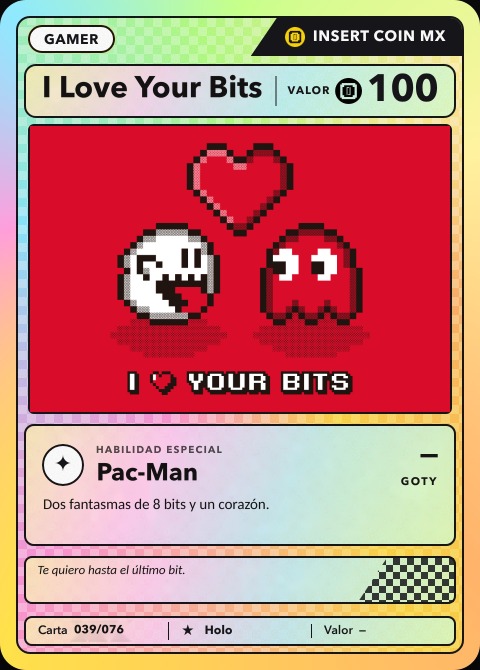 GAMER
INSERT COIN MX
I Love Your Bits
VALOR 100
I YOUR BITS
HABILIDAD ESPECIAL
Pac-Man
–
GOTY
Dos fantasmas de 8 bits y un corazón.
Te quiero hasta el último bit.
Carta 039/076 ★ Holo Valor –